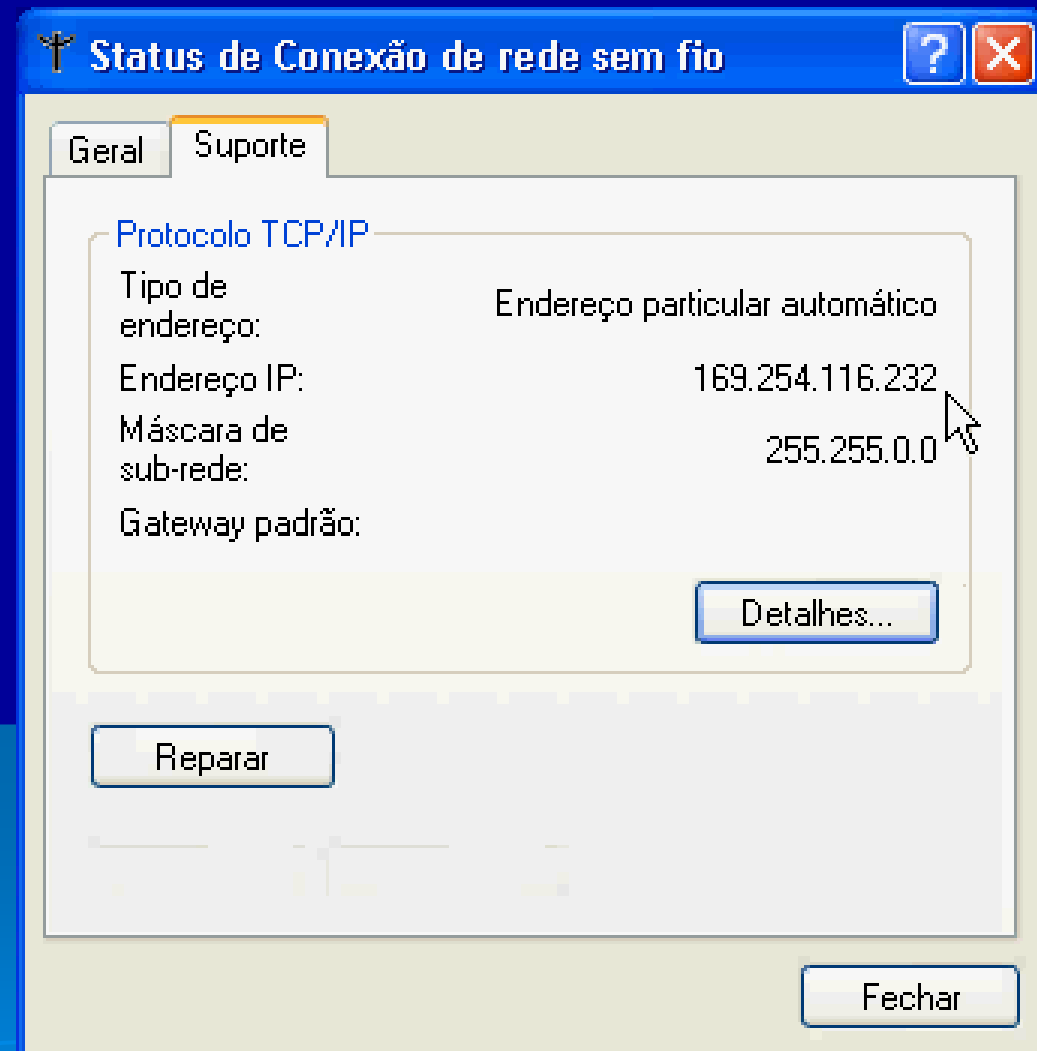 Status de Conexão de rede sem fio
Geral
Suporte
Protocolo TCP/IP
Tipo de
endereço:
Endereço particular automático
Endereço IP:
169.254.116.232
Máscara de
sub-rede:
255.255.0.0
Gateway padrão:
Detalhes...
Reparar
Fechar